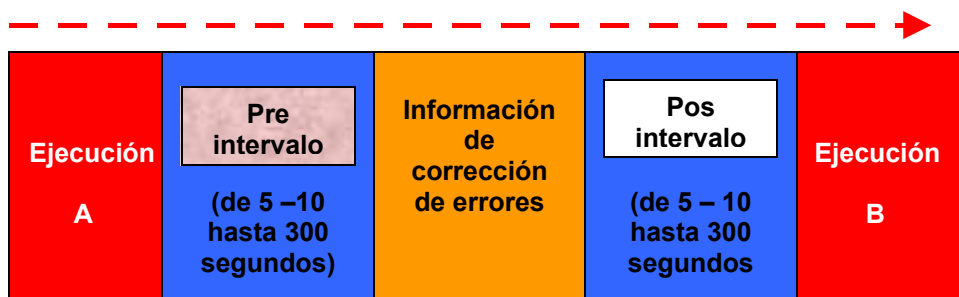 Ejecución
A
Pre
intervalo
(de 5 –10
hasta 300
segundos)
Información
de
corrección
de errores
Pos
intervalo
(de 5 – 10
hasta 300
segundos
Ejecución
B